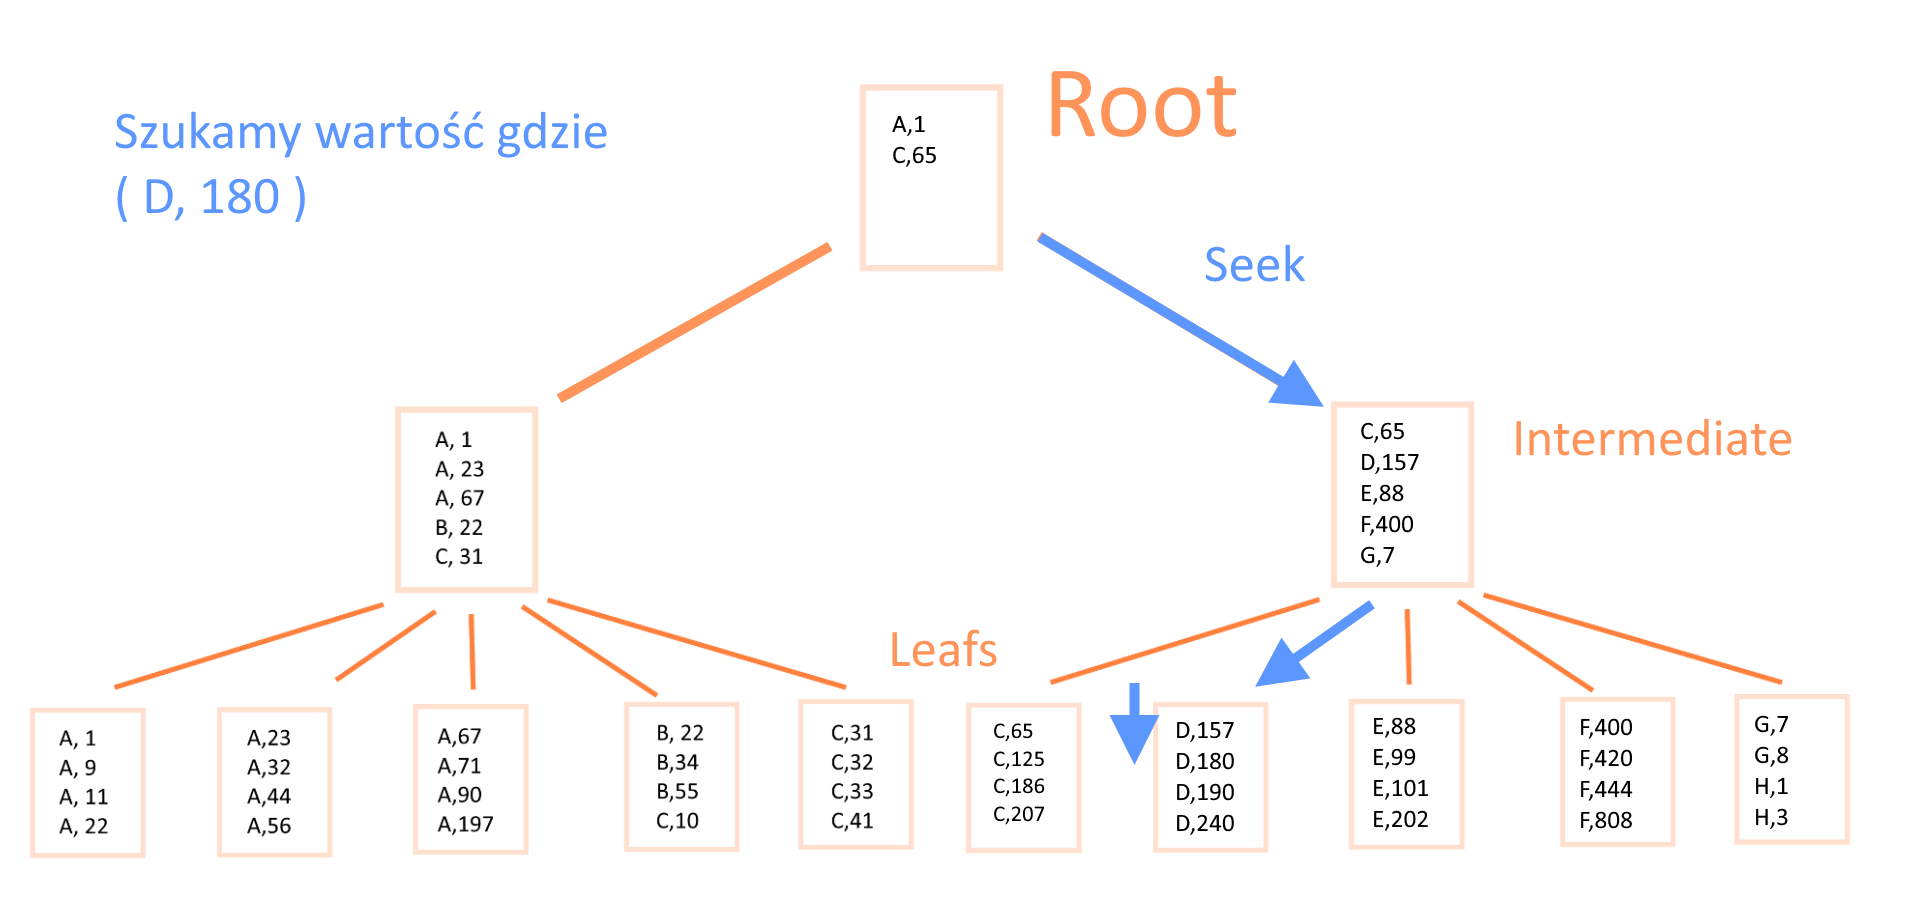 Root
Szukamy wartość gdzie
( D, 180 )
A,1
C,65
Seek
Intermediate
A, 1
A, 23
A, 67
B, 22
C, 31
C,65
D,157
E,88
F,400
G,7
Leafs
A, 1
A, 9
A, 11
A, 22
A,23
A,32
A,44
A,56
A,67
A,71
A,90
A,197
B, 22
B,34
B,55
C,10
C,31
C,32
C,33
C,41
C,65
C,125
C,186
C,207
D,157
D,180
D,190
D,240
E,88
E,99
E,101
E,202
F,400
F,420
F,444
F,808
G,7
G,8
H,1
H,3